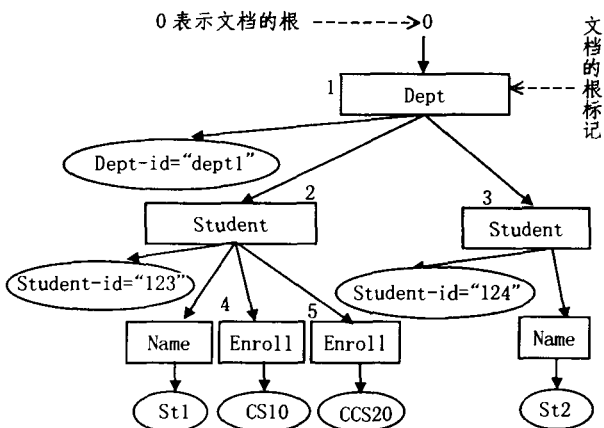 0 表示文档的根
0
文档的根标记
1
Dept
Dept-id=“dept1”
2
3
Student
Student
Student-id=“123”
Student-id=“124”
4
5
Name
Enroll
Enroll
Name
St1
CS10
CCS20
St2